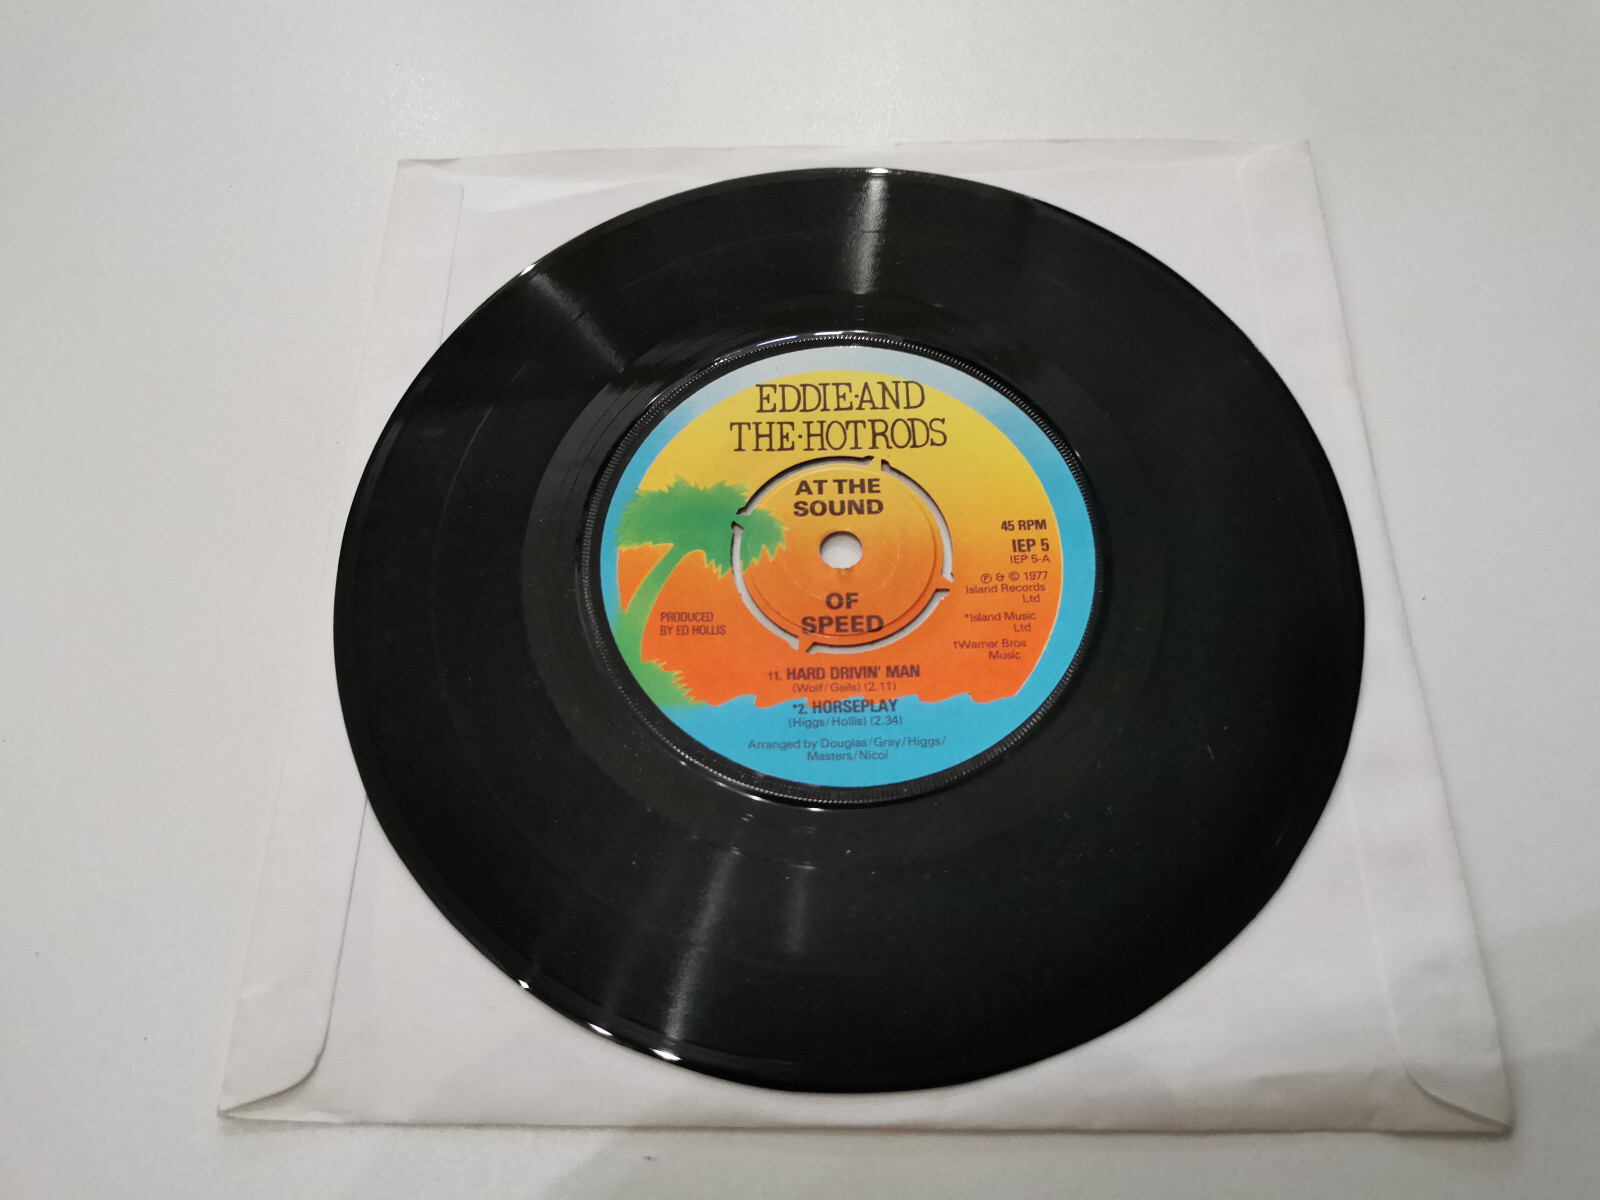 EDDIE·AND
THE·HOTRODS
AT THE
SOUND
45 RPM
IEP 5
IEP 5-A
℗ & © 1977
Island Records
Ltd
*Island Music
Ltd
†Warner Bros
Music
OF
SPEED
PRODUCED
BY ED HOLLIS
†1. HARD DRIVIN' MAN
(Wolf/Geils) (2.11)
*2. HORSEPLAY
(Higgs/Hollis) (2.34)
Arranged by Douglas/Gray/Higgs/
Masters/Nicol